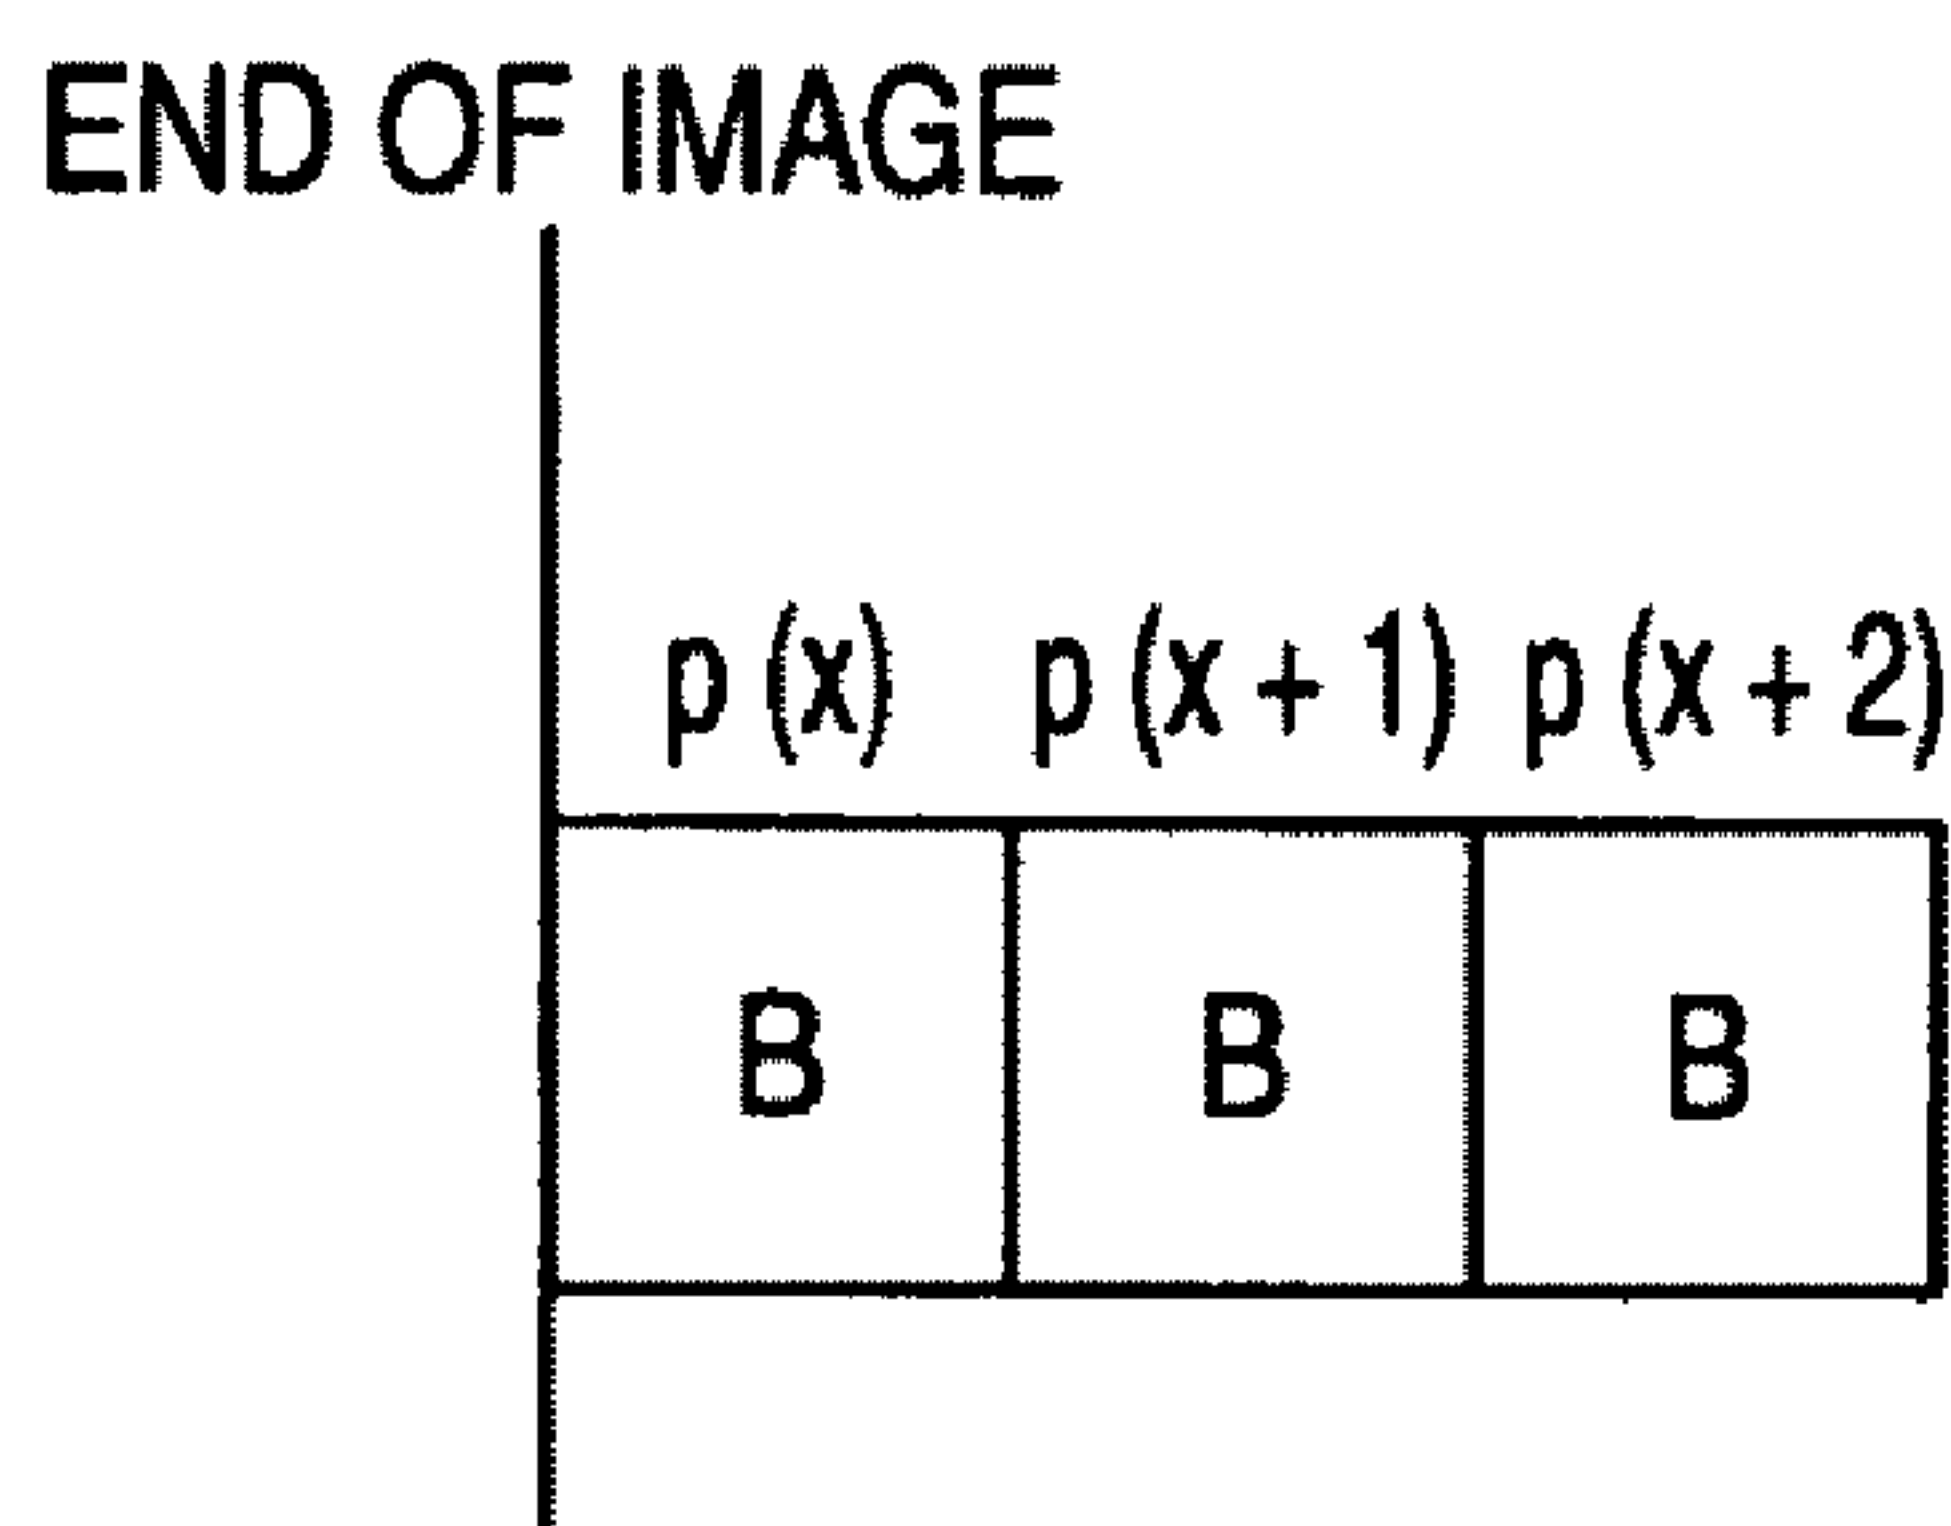 END OF IMAGE
p (x) p (x + 1) p (x + 2)
B B B